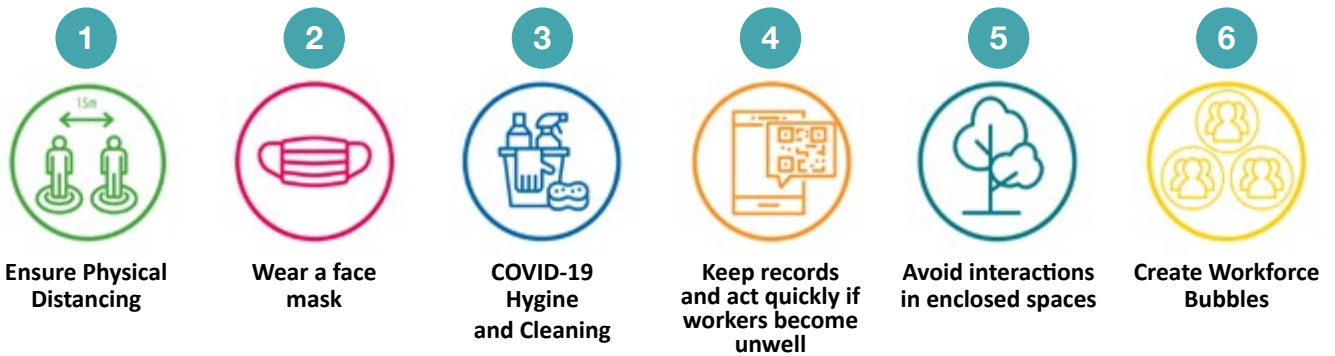 1
2
3
4
5
6
1.5m
Ensure Physical
Distancing
Wear a face
mask
COVID-19
Hygine
and Cleaning
Keep records
and act quickly if
workers become
unwell
Avoid interactions
in enclosed spaces
Create Workforce
Bubbles